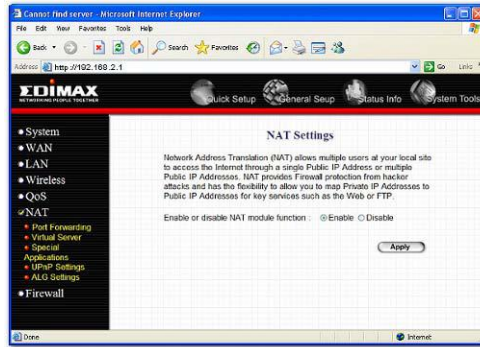 Cannot find server - Microsoft Internet Explorer
File Edit View Favorites Tools Help
Back Search Favorites
Address http://192.168.2.1 Go Links
EDIMAX
NETWORKING PEOPLE TOGETHER
Quick Setup General Seup Status Info System Tools
System
WAN
LAN
Wireless
QoS
NAT
Port Forwarding
Virtual Server
Special
Applications
UPnP Settings
ALG Settings
Firewall
NAT Settings
Network Address Translation (NAT) allows multiple users at your local site
to access the Internet through a single Public IP Address or multiple
Public IP Addresses. NAT provides Firewall protection from hacker
attacks and has the flexibility to allow you to map Private IP Addresses to
Public IP Addresses for key services such as the Web or FTP.
Enable or disable NAT module function : Enable Disable
Apply
Done Internet